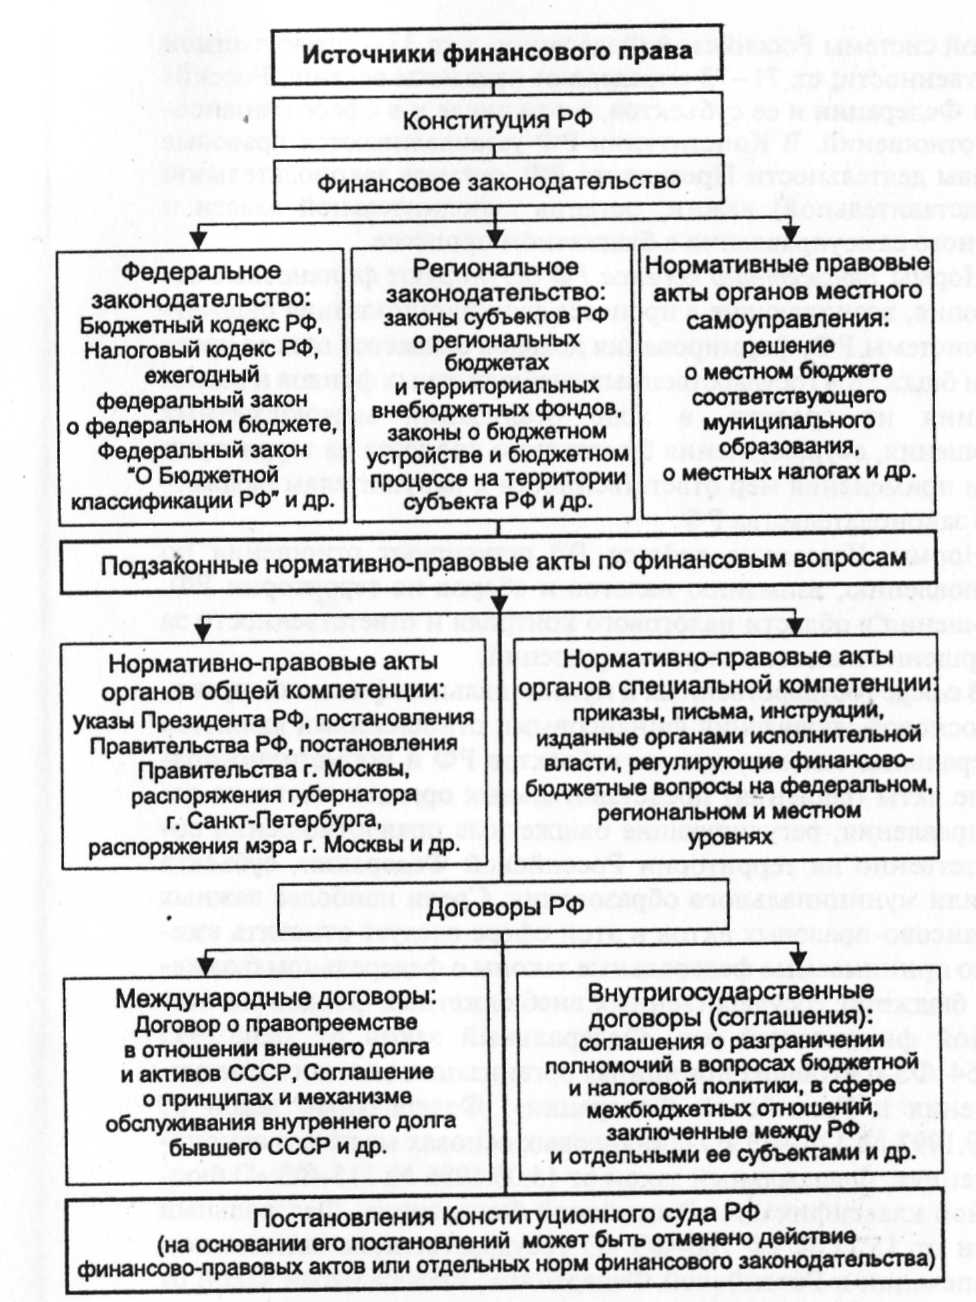 Источники финансового права
Конституция РФ
Финансовое законодательство
Федеральное
законодательство:
Бюджетный кодекс РФ,
Налоговый кодекс РФ,
ежегодный
федеральный закон
о федеральном бюджете,
Федеральный закон
"О Бюджетной
классификации РФ" и др.
Региональное
законодательство:
законы субъектов РФ
о региональных
бюджетах
и территориальных
внебюджетных фондов,
законы о бюджетном
устройстве и бюджетном
процессе на территории
субъекта РФ и др.
Нормативные правовые
акты органов местного
самоуправления:
решение
о местном бюджете
соответствующего
муниципального
образования,
о местных налогах и др.
Подзаконные нормативно-правовые акты по финансовым вопросам
Нормативно-правовые акты
органов общей компетенции:
указы Президента РФ, постановления
Правительства РФ, постановления
Правительства г. Москвы,
распоряжения губернатора
г. Санкт-Петербурга,
распоряжения мэра г. Москвы и др.
Нормативно-правовые акты
органов специальной компетенции:
приказы, письма, инструкции,
изданные органами исполнительной
власти, регулирующие финансово-
бюджетные вопросы на федеральном,
региональном и местном
уровнях
Договоры РФ
Международные договоры:
Договор о правопреемстве
в отношении внешнего долга
и активов СССР, Соглашение
о принципах и механизме
обслуживания внутреннего долга
бывшего СССР и др.
Внутригосударственные
договоры (соглашения):
соглашения о разграничении
полномочий в вопросах бюджетной
и налоговой политики, в сфере
межбюджетных отношений,
заключенные между РФ
и отдельными ее субъектами и др.
Постановления Конституционного суда РФ
(на основании его постановлений может быть отменено действие
финансово-правовых актов или отдельных норм финансового законодательства)